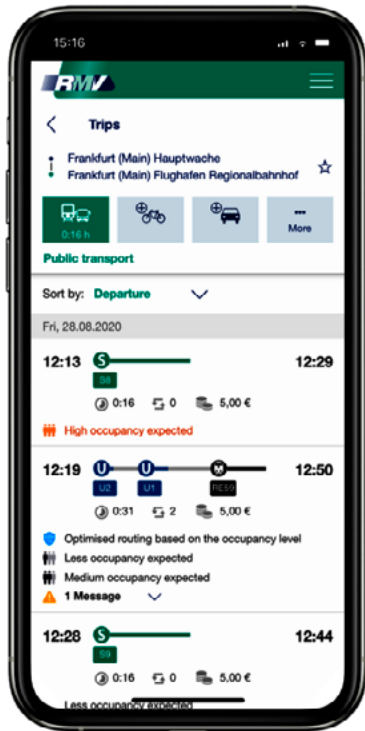 15:16
RMV
Trips
Frankfurt (Main) Hauptwache
Frankfurt (Main) Flughafen Regionalbahnhof
0:16 h
More
Public transport
Sort by: Departure
Fri, 28.08.2020
12:13 S 12:29
S8
0:16 0 5,00 €
High occupancy expected
12:19 U U M 12:50
U2 U1 RE59
0:31 2 5,00 €
Optimised routing based on the occupancy level
Less occupancy expected
Medium occupancy expected
1 Message
12:28 S 12:44
S9
0:16 0 5,00 €
Less occupancy expected